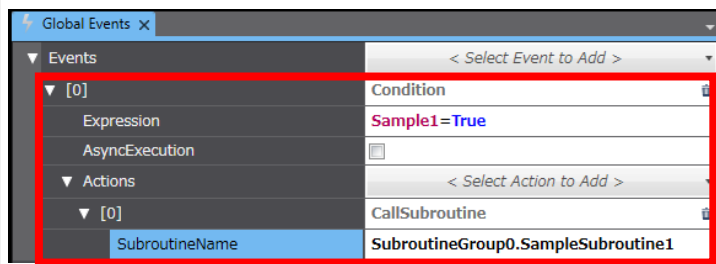 Global Events
Events < Select Event to Add >
[0] Condition
Expression Sample1=True
AsyncExecution
Actions < Select Action to Add >
[0] CallSubroutine
SubroutineName SubroutineGroup0.SampleSubroutine1